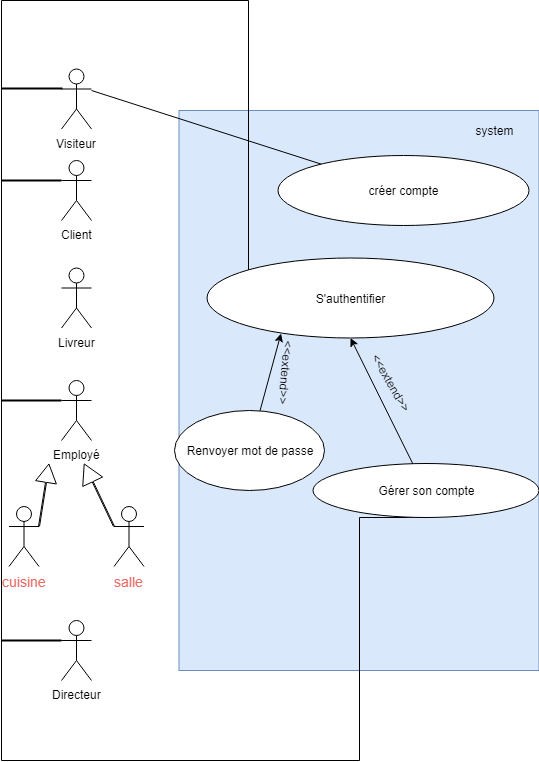 system
Visiteur
créer compte
Client
S'authentifier
Livreur
<<extend>>
<<extend>>
Employé
Renvoyer mot de passe
Gérer son compte
cuisine
salle
Directeur